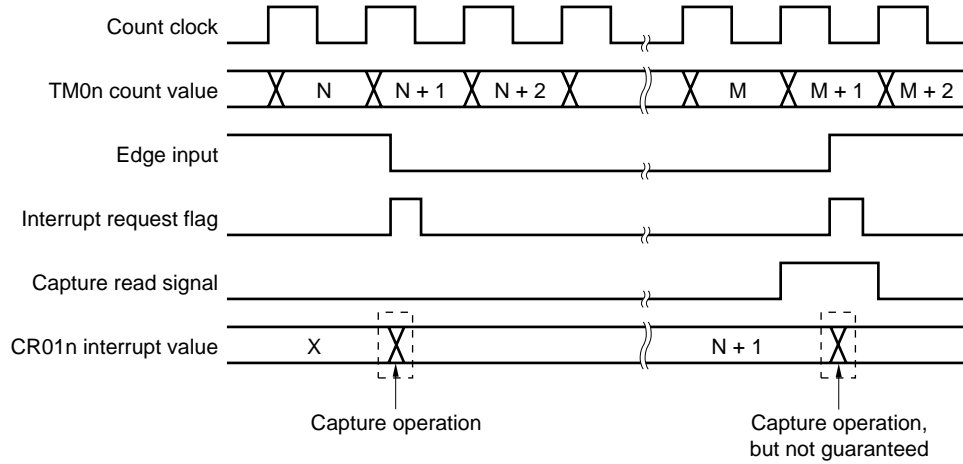 Count clock
TM0n count value N N + 1 N + 2 M M + 1 M + 2
Edge input
Interrupt request flag
Capture read signal
CR01n interrupt value X N + 1
Capture operation Capture operation,
but not guaranteed